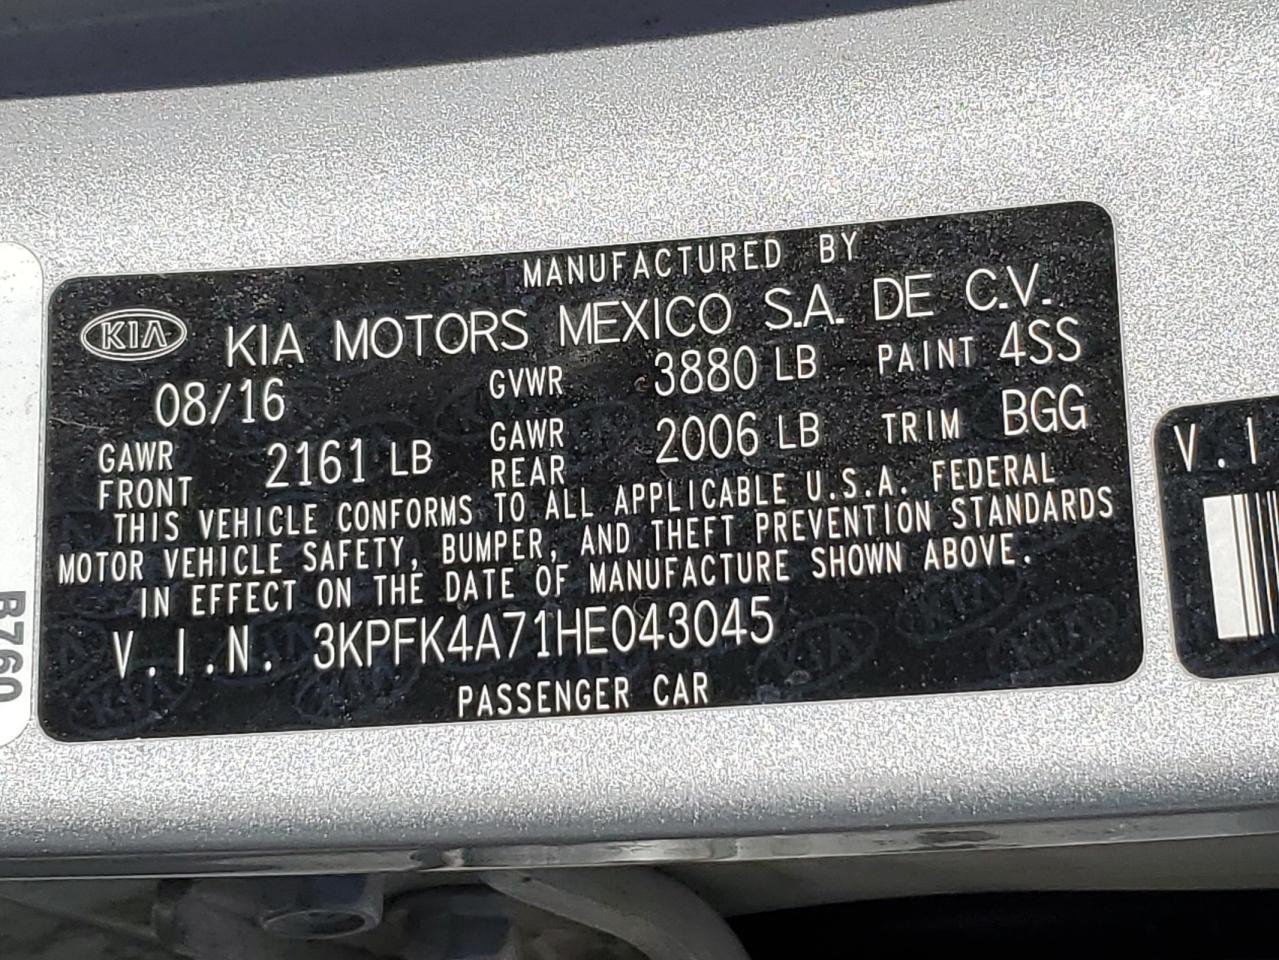 MANUFACTURED BY
KIA KIA MOTORS MEXICO S.A. DE C.V.
08/16 GVWR 3880 LB PAINT 4SS
GAWR FRONT 2161 LB GAWR REAR 2006 LB TRIM BGG
THIS VEHICLE CONFORMS TO ALL APPLICABLE U.S.A. FEDERAL
MOTOR VEHICLE SAFETY, BUMPER, AND THEFT PREVENTION STANDARDS
IN EFFECT ON THE DATE OF MANUFACTURE SHOWN ABOVE.
V.I.N. 3KPFK4A71HE043045
PASSENGER CAR
V.I
B760